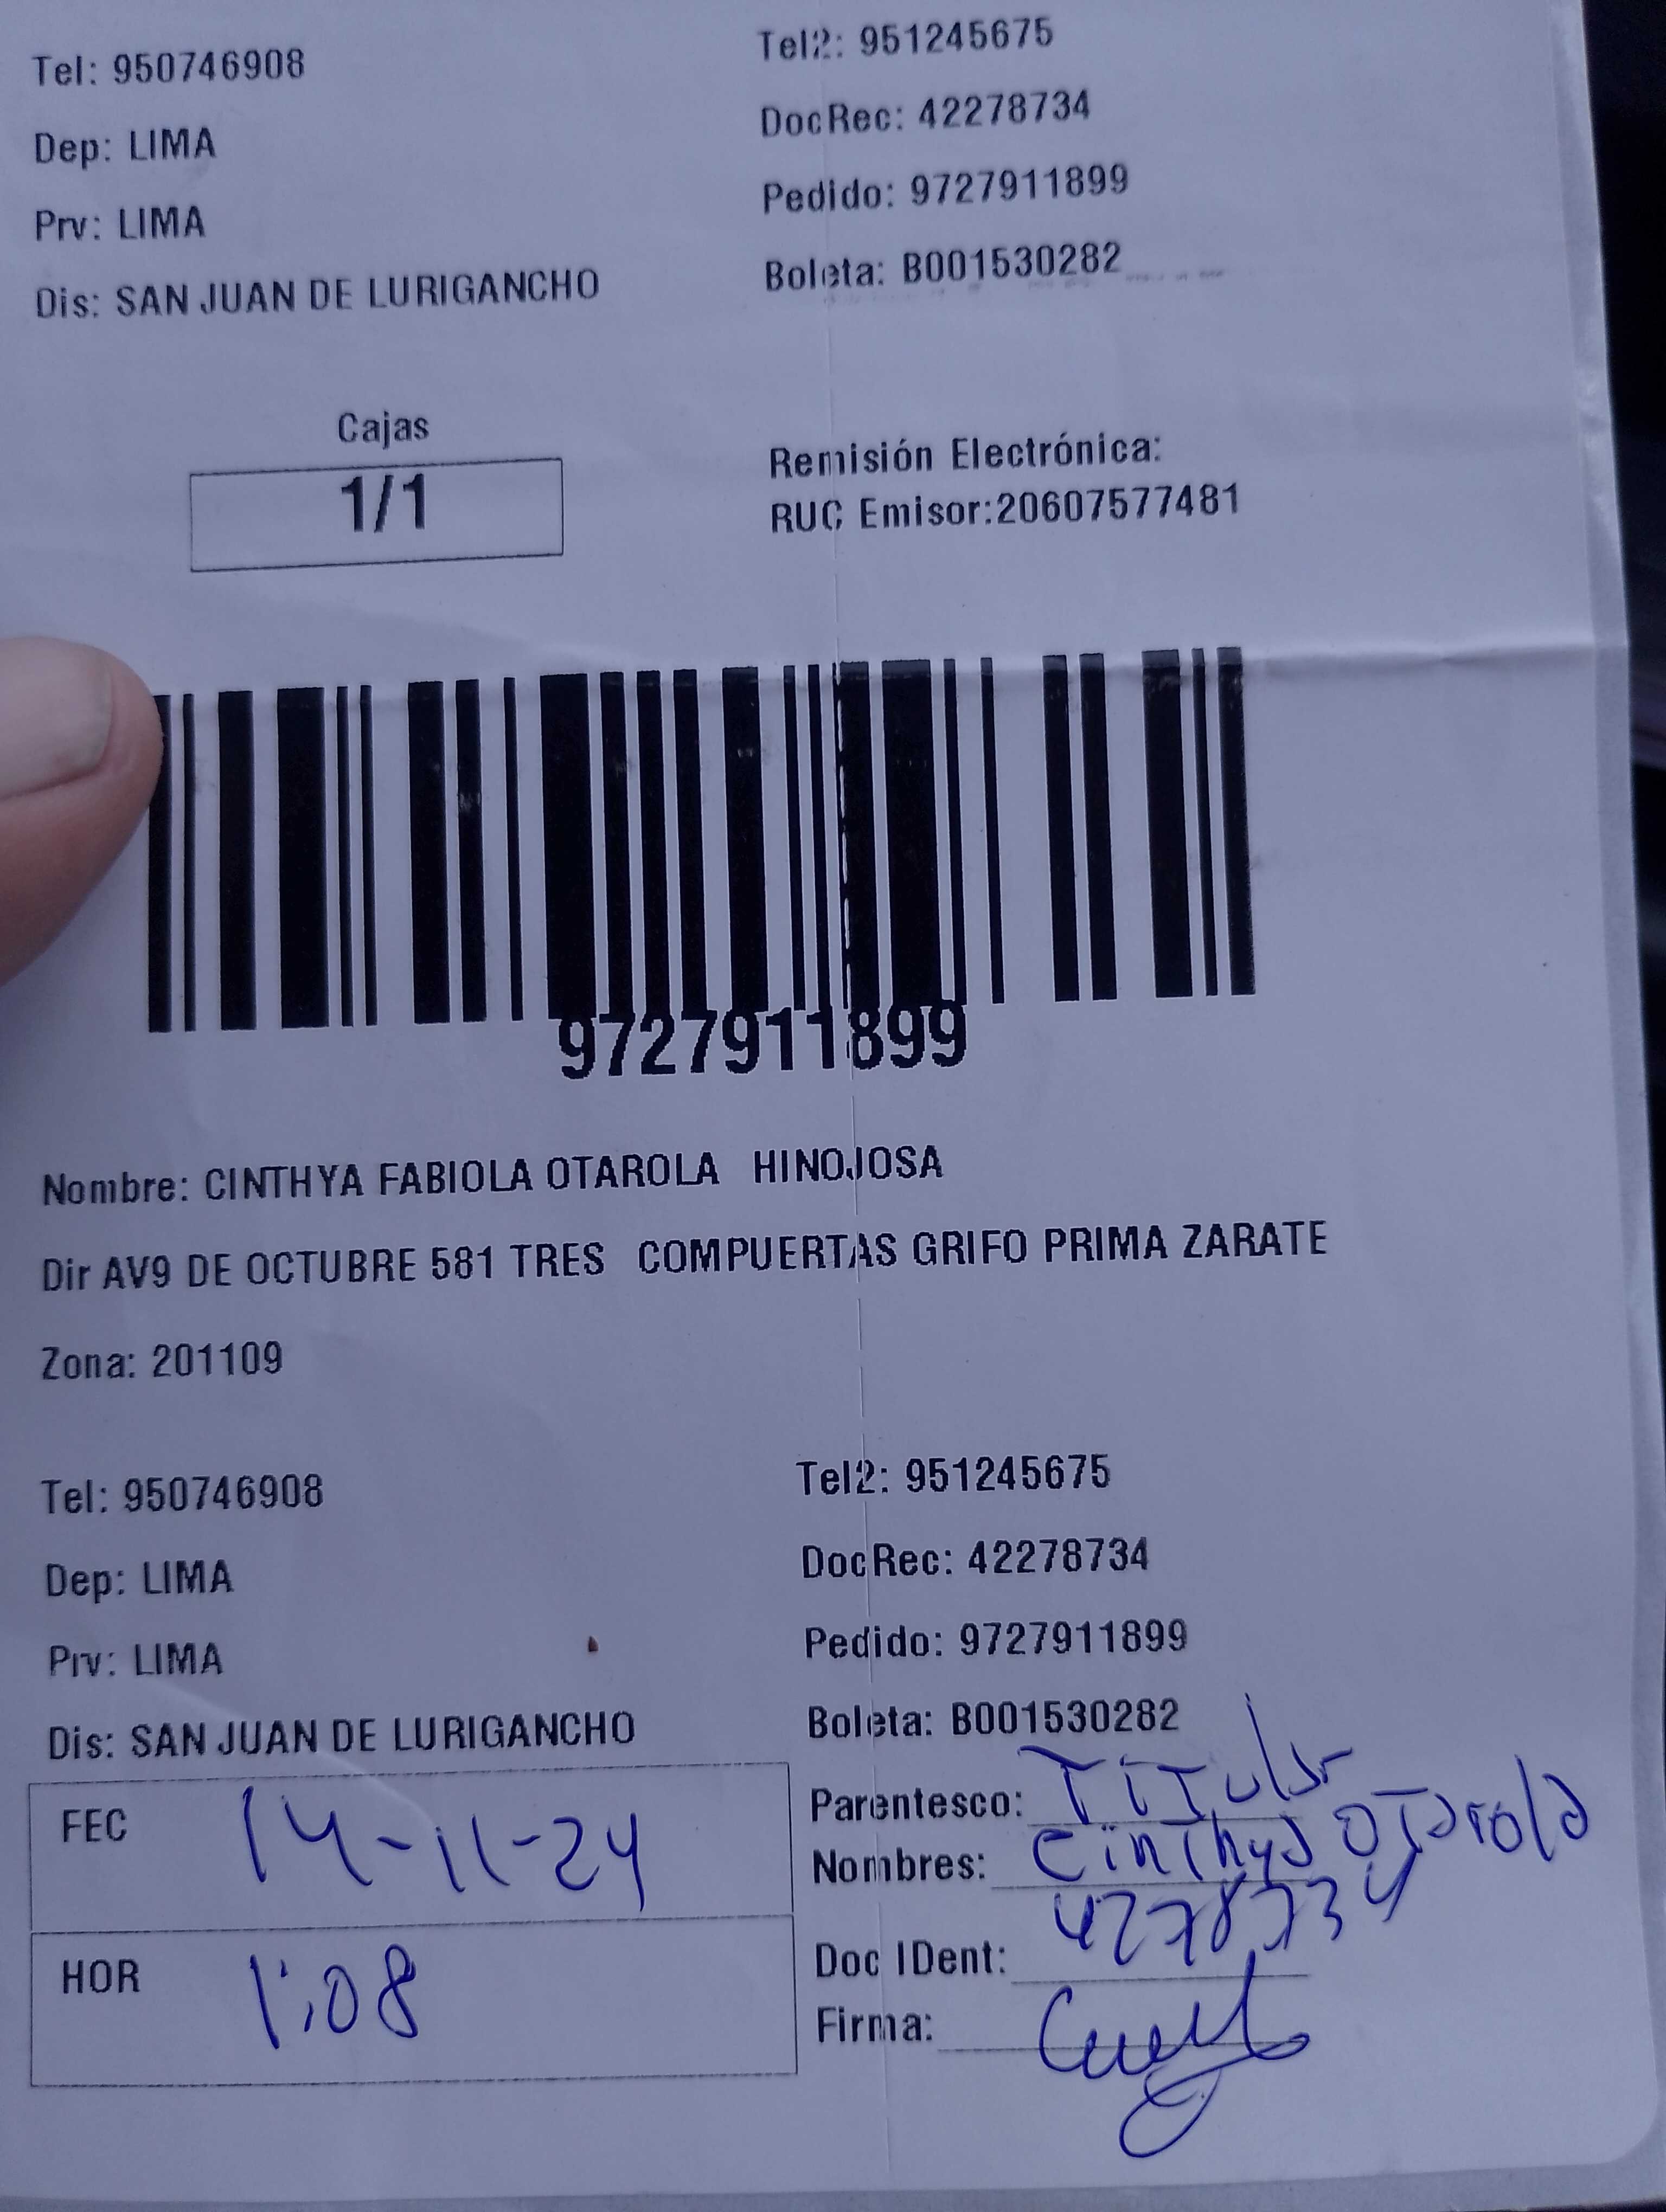 Tel: 950746908
Tel2: 951245675
Dep: LIMA
DocRec: 42278734
Prv: LIMA
Pedido: 9727911899
Dis: SAN JUAN DE LURIGANCHO
Boleta: B001530282
Cajas
1/1
Remisión Electrónica:
RUC Emisor:20607577481
9727911899
Nombre: CINTHYA FABIOLA OTAROLA HINOJOSA
Dir AV9 DE OCTUBRE 581 TRES COMPUERTAS GRIFO PRIMA ZARATE
Zona: 201109
Tel: 950746908
Tel2: 951245675
Dep: LIMA
DocRec: 42278734
Prv: LIMA
Pedido: 9727911899
Dis: SAN JUAN DE LURIGANCHO
Boleta: B001530282
FEC 14-11-24
HOR 1:08
Parentesco: Titular
Nombres: Cinthya Otarola
Doc IDent: 42278734
Firma: